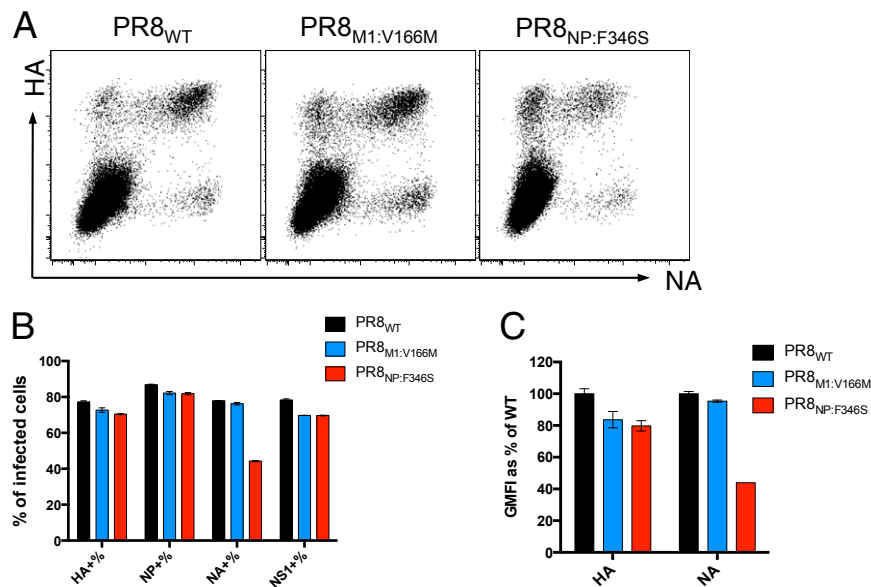 A
PR8WT
PR8M1:V166M
PR8NP:F346S
HA
NA
B
PR8WT
PR8M1:V166M
PR8NP:F346S
% of infected cells
100
80
60
40
20
0
HA+%
NP+%
NA+%
NS1+%
C
PR8WT
PR8M1:V166M
PR8NP:F346S
GMFI as % of WT
120
100
80
60
40
20
0
HA
NA